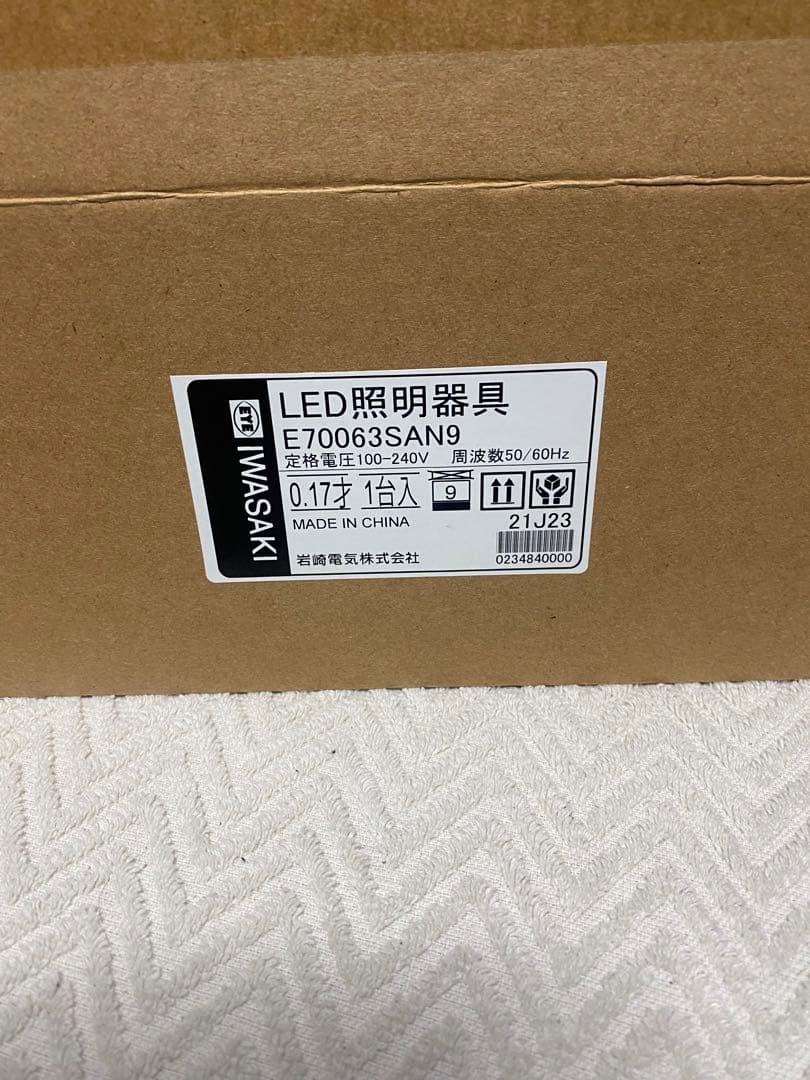 EYE IWASAKI
LED照明器具
E70063SAN9
定格電圧100-240V 周波数50/60Hz
0.17才 1台入 9
MADE IN CHINA 21J23
岩崎電気株式会社 0234840000